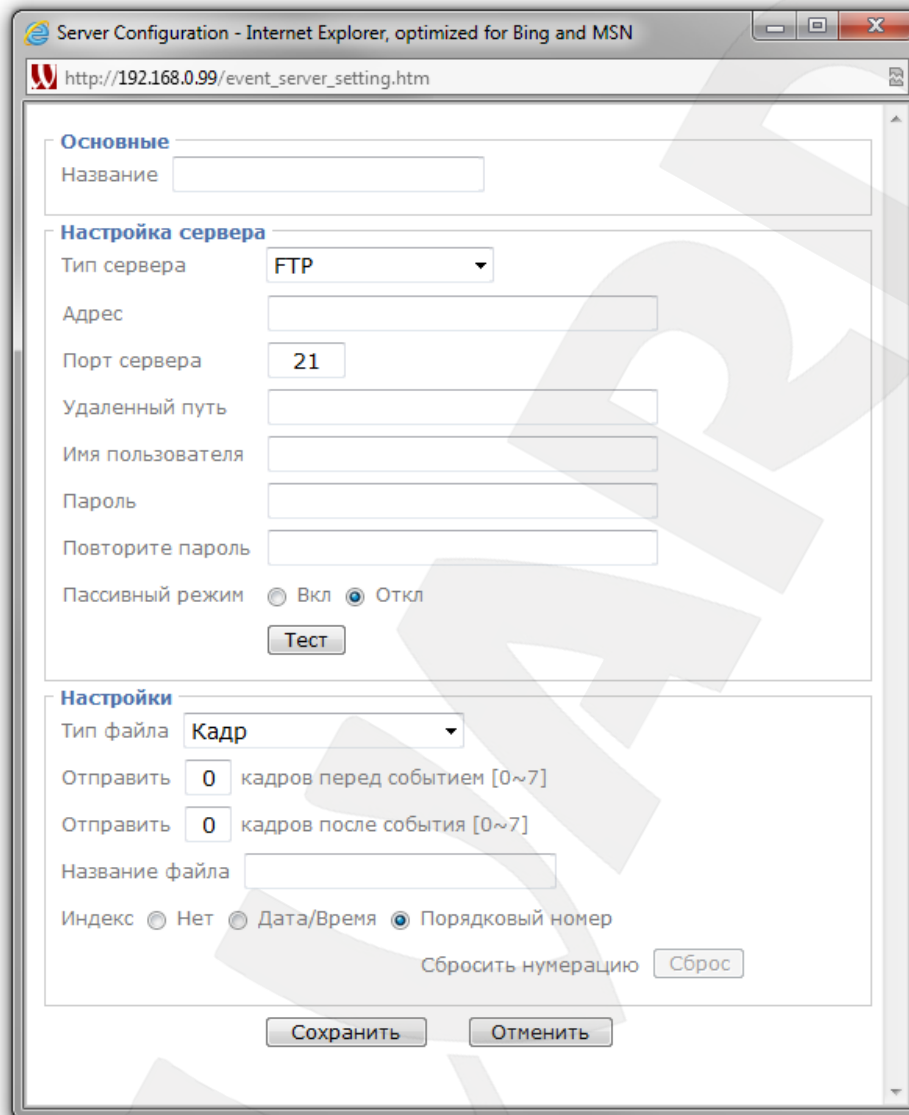 Server Configuration - Internet Explorer, optimized for Bing and MSN
http://192.168.0.99/event_server_setting.htm
Основные
Название
Настройка сервера
Тип сервера FTP
Адрес
Порт сервера 21
Удаленный путь
Имя пользователя
Пароль
Повторите пароль
Пассивный режим Вкл Откл
Тест
Настройки
Тип файла Кадр
Отправить 0 кадров перед событием [0~7]
Отправить 0 кадров после события [0~7]
Название файла
Индекс Нет Дата/Время Порядковый номер
Сбросить нумерацию Сброс
Сохранить Отменить